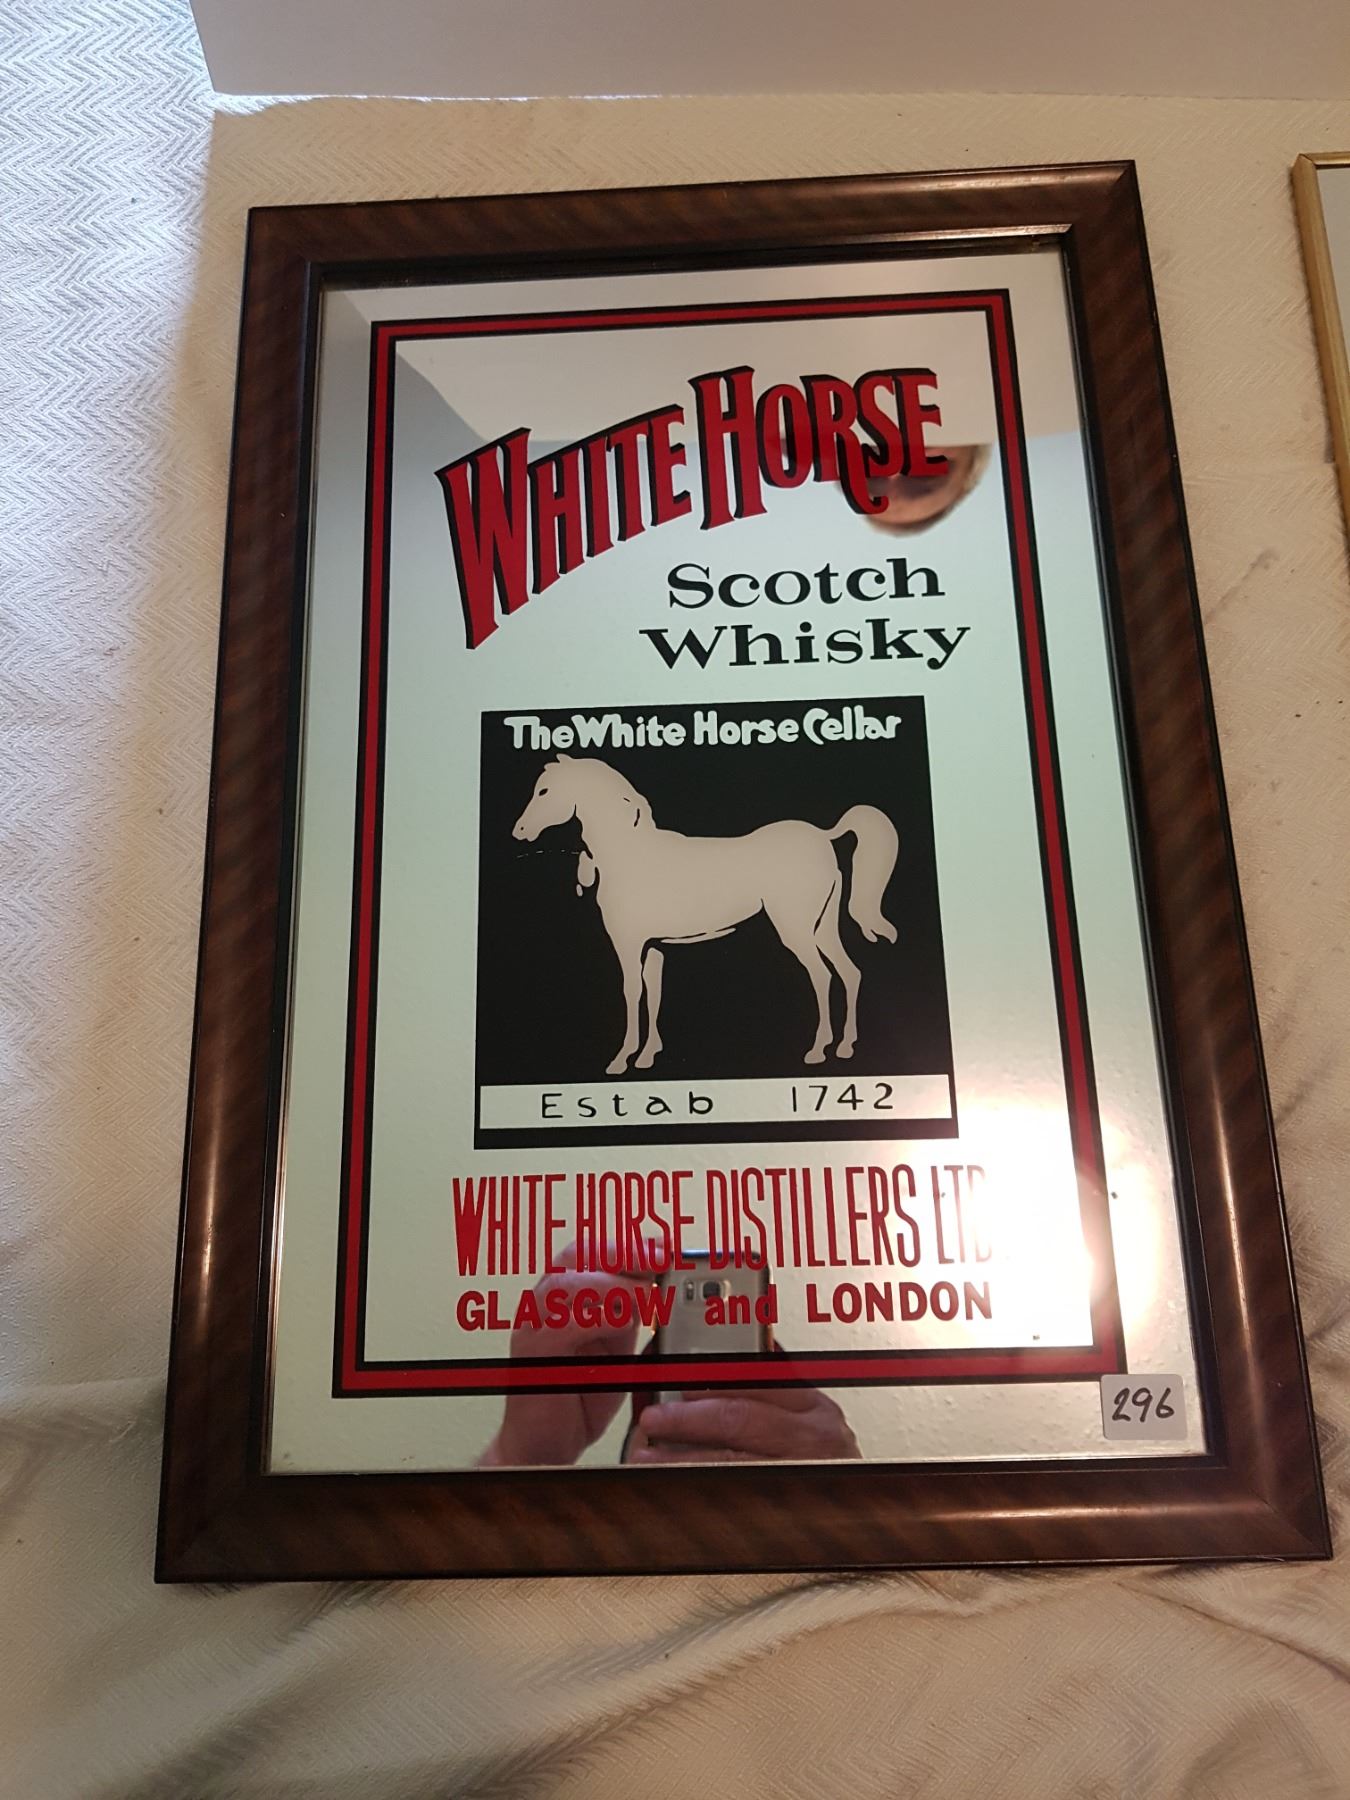 WHITE HORSE
Scotch
Whisky
The White Horse Cellar
Estab 1742
WHITE HORSE DISTILLERS LTD
GLASGOW and LONDON
296